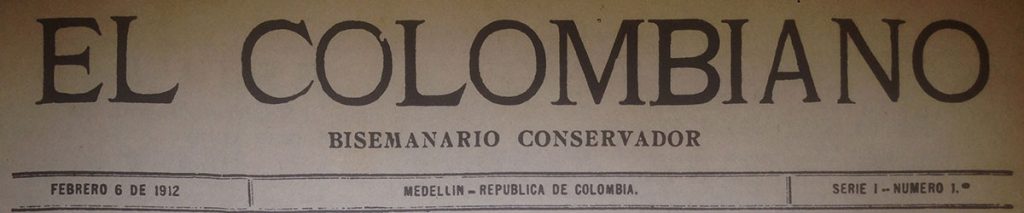 EL COLOMBIANO
BISEMANARIO CONSERVADOR
FEBRERO 6 DE 1912 MEDELLIN - REPUBLICA DE COLOMBIA. SERIE I - NUMERO 1.º